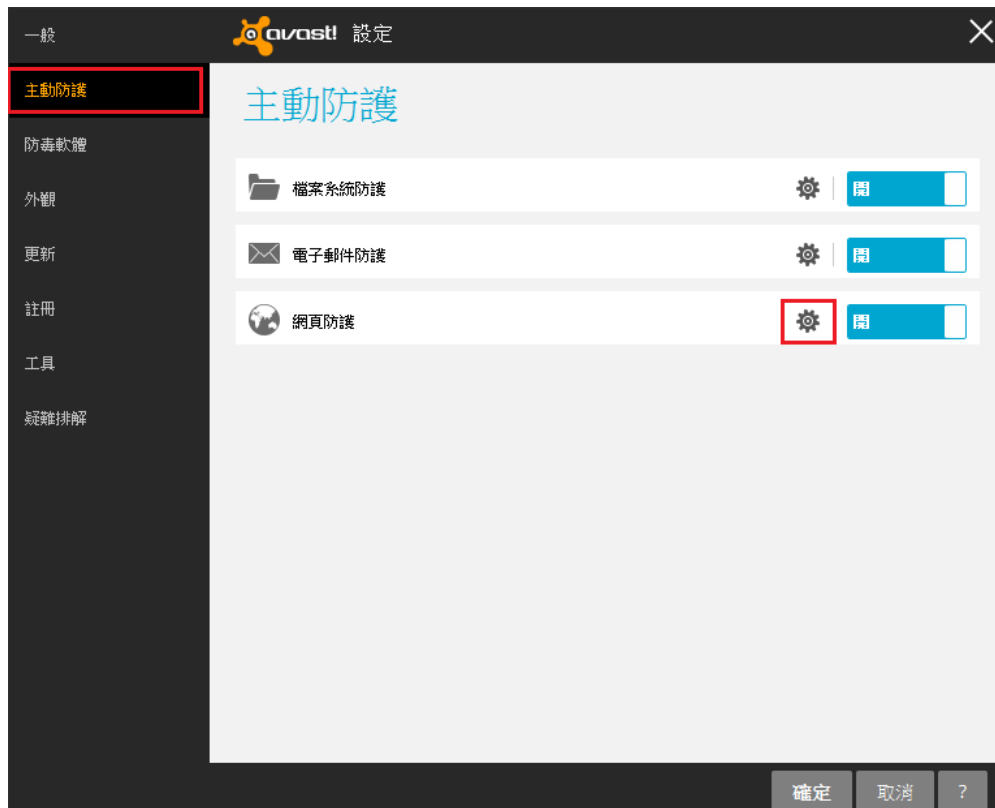 一般
主動防護
防毒軟體
外觀
更新
註冊
工具
疑難排解
avast! 設定
主動防護
檔案系統防護
開
電子郵件防護
開
網頁防護
開
確定
取消
?